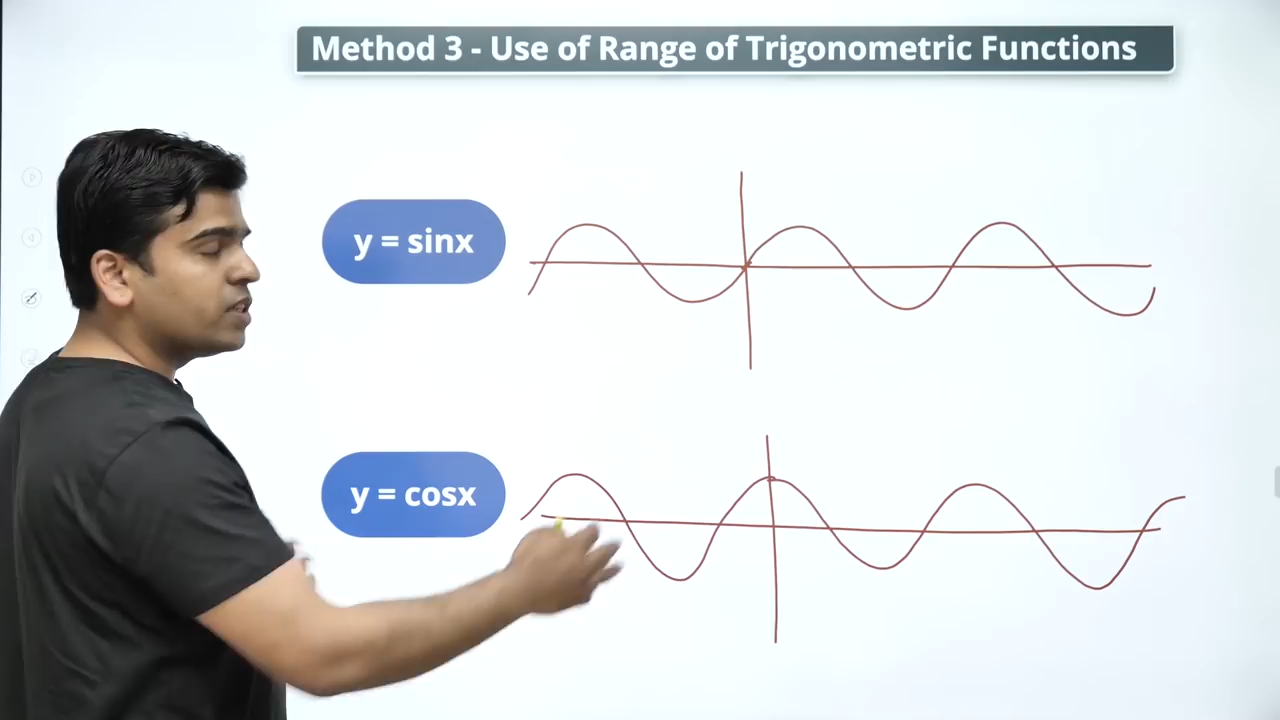 Method 3 - Use of Range of Trigonometric Functions
y = sinx
y = cosx